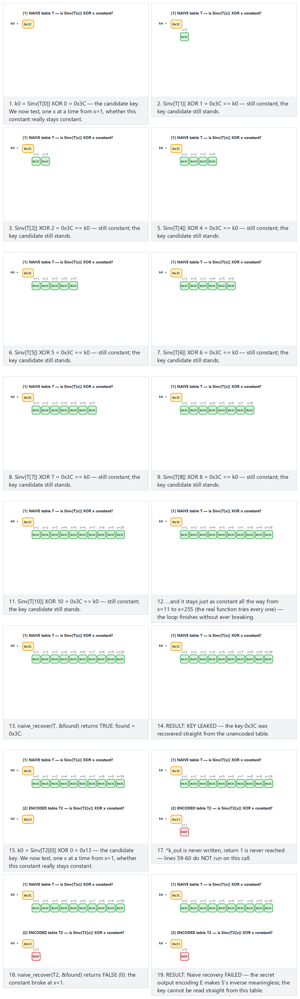 [1] NAIVE table T — is Sinv[T[x]] XOR x constant?
k0 = 0x3C
1. k0 = Sinv[T[0]] XOR 0 = 0x3C — the candidate key.
We now test, one x at a time from x=1, whether this
constant really stays constant.
[1] NAIVE table T — is Sinv[T[x]] XOR x constant?
k0 = 0x3C
x=1
0x3C
2. Sinv[T[1]] XOR 1 = 0x3C == k0 — still constant; the
key candidate still stands.
[1] NAIVE table T — is Sinv[T[x]] XOR x constant?
k0 = 0x3C
x=1 x=2
0x3C 0x3C
3. Sinv[T[2]] XOR 2 = 0x3C == k0 — still constant; the
key candidate still stands.
[1] NAIVE table T — is Sinv[T[x]] XOR x constant?
k0 = 0x3C
x=1 x=2 x=3 x=4
0x3C 0x3C 0x3C 0x3C
5. Sinv[T[4]] XOR 4 = 0x3C == k0 — still constant; the
key candidate still stands.
[1] NAIVE table T — is Sinv[T[x]] XOR x constant?
k0 = 0x3C
x=1 x=2 x=3 x=4 x=5
0x3C 0x3C 0x3C 0x3C 0x3C
6. Sinv[T[5]] XOR 5 = 0x3C == k0 — still constant; the
key candidate still stands.
[1] NAIVE table T — is Sinv[T[x]] XOR x constant?
k0 = 0x3C
x=1 x=2 x=3 x=4 x=5 x=6
0x3C 0x3C 0x3C 0x3C 0x3C 0x3C
7. Sinv[T[6]] XOR 6 = 0x3C == k0 — still constant; the
key candidate still stands.
[1] NAIVE table T — is Sinv[T[x]] XOR x constant?
k0 = 0x3C
x=1 x=2 x=3 x=4 x=5 x=6 x=7
0x3C 0x3C 0x3C 0x3C 0x3C 0x3C 0x3C
8. Sinv[T[7]] XOR 7 = 0x3C == k0 — still constant; the
key candidate still stands.
[1] NAIVE table T — is Sinv[T[x]] XOR x constant?
k0 = 0x3C
x=1 x=2 x=3 x=4 x=5 x=6 x=7 x=8
0x3C 0x3C 0x3C 0x3C 0x3C 0x3C 0x3C 0x3C
9. Sinv[T[8]] XOR 8 = 0x3C == k0 — still constant; the
key candidate still stands.
[1] NAIVE table T — is Sinv[T[x]] XOR x constant?
k0 = 0x3C
x=1 x=2 x=3 x=4 x=5 x=6 x=7 x=8 x=9 x=10
0x3C 0x3C 0x3C 0x3C 0x3C 0x3C 0x3C 0x3C 0x3C 0x3C
11. Sinv[T[10]] XOR 10 = 0x3C == k0 — still constant;
the key candidate still stands.
[1] NAIVE table T — is Sinv[T[x]] XOR x constant?
k0 = 0x3C
x=1 x=2 x=3 x=4 x=5 x=6 x=7 x=8 x=9 x=10
0x3C 0x3C 0x3C 0x3C 0x3C 0x3C 0x3C 0x3C 0x3C 0x3C
12. ...and it stays just as constant all the way from
x=11 to x=255 (the real function tries every one) —
the loop finishes without ever breaking.
[1] NAIVE table T — is Sinv[T[x]] XOR x constant?
k0 = 0x3C
x=1 x=2 x=3 x=4 x=5 x=6 x=7 x=8 x=9 x=10
0x3C 0x3C 0x3C 0x3C 0x3C 0x3C 0x3C 0x3C 0x3C 0x3C
13. naive_recover(T, &found) returns TRUE: found =
0x3C.
[1] NAIVE table T — is Sinv[T[x]] XOR x constant?
k0 = 0x3C
x=1 x=2 x=3 x=4 x=5 x=6 x=7 x=8 x=9 x=10
0x3C 0x3C 0x3C 0x3C 0x3C 0x3C 0x3C 0x3C 0x3C 0x3C
14. RESULT: KEY LEAKED — the key 0x3C was
recovered straight from the unencoded table.
[1] NAIVE table T — is Sinv[T[x]] XOR x constant?
k0 = 0x3C
x=1 x=2 x=3 x=4 x=5 x=6 x=7 x=8 x=9 x=10
0x3C 0x3C 0x3C 0x3C 0x3C 0x3C 0x3C 0x3C 0x3C 0x3C
[2] ENCODED table T2 — is Sinv[T2[x]] XOR x constant?
k0 = 0x13
15. k0 = Sinv[T2[0]] XOR 0 = 0x13 — the candidate
key. We now test, one x at a time from x=1, whether
this constant really stays constant.
[1] NAIVE table T — is Sinv[T[x]] XOR x constant?
k0 = 0x3C
x=1 x=2 x=3 x=4 x=5 x=6 x=7 x=8 x=9 x=10
0x3C 0x3C 0x3C 0x3C 0x3C 0x3C 0x3C 0x3C 0x3C 0x3C
[2] ENCODED table T2 — is Sinv[T2[x]] XOR x constant?
k0 = 0x13
x=1
0x6F
17. *k_out is never written, return 1 is never reached
— lines 59-60 do NOT run on this call.
[1] NAIVE table T — is Sinv[T[x]] XOR x constant?
k0 = 0x3C
x=1 x=2 x=3 x=4 x=5 x=6 x=7 x=8 x=9 x=10
0x3C 0x3C 0x3C 0x3C 0x3C 0x3C 0x3C 0x3C 0x3C 0x3C
[2] ENCODED table T2 — is Sinv[T2[x]] XOR x constant?
k0 = 0x13
x=1
0x6F
18. naive_recover(T2, &found) returns FALSE (0): the
constant broke at x=1.
[1] NAIVE table T — is Sinv[T[x]] XOR x constant?
k0 = 0x3C
x=1 x=2 x=3 x=4 x=5 x=6 x=7 x=8 x=9 x=10
0x3C 0x3C 0x3C 0x3C 0x3C 0x3C 0x3C 0x3C 0x3C 0x3C
[2] ENCODED table T2 — is Sinv[T2[x]] XOR x constant?
k0 = 0x13
x=1
0x6F
19. RESULT: Naive recovery FAILED — the secret
output encoding E makes S's inverse meaningless; the
key cannot be read straight from this table.